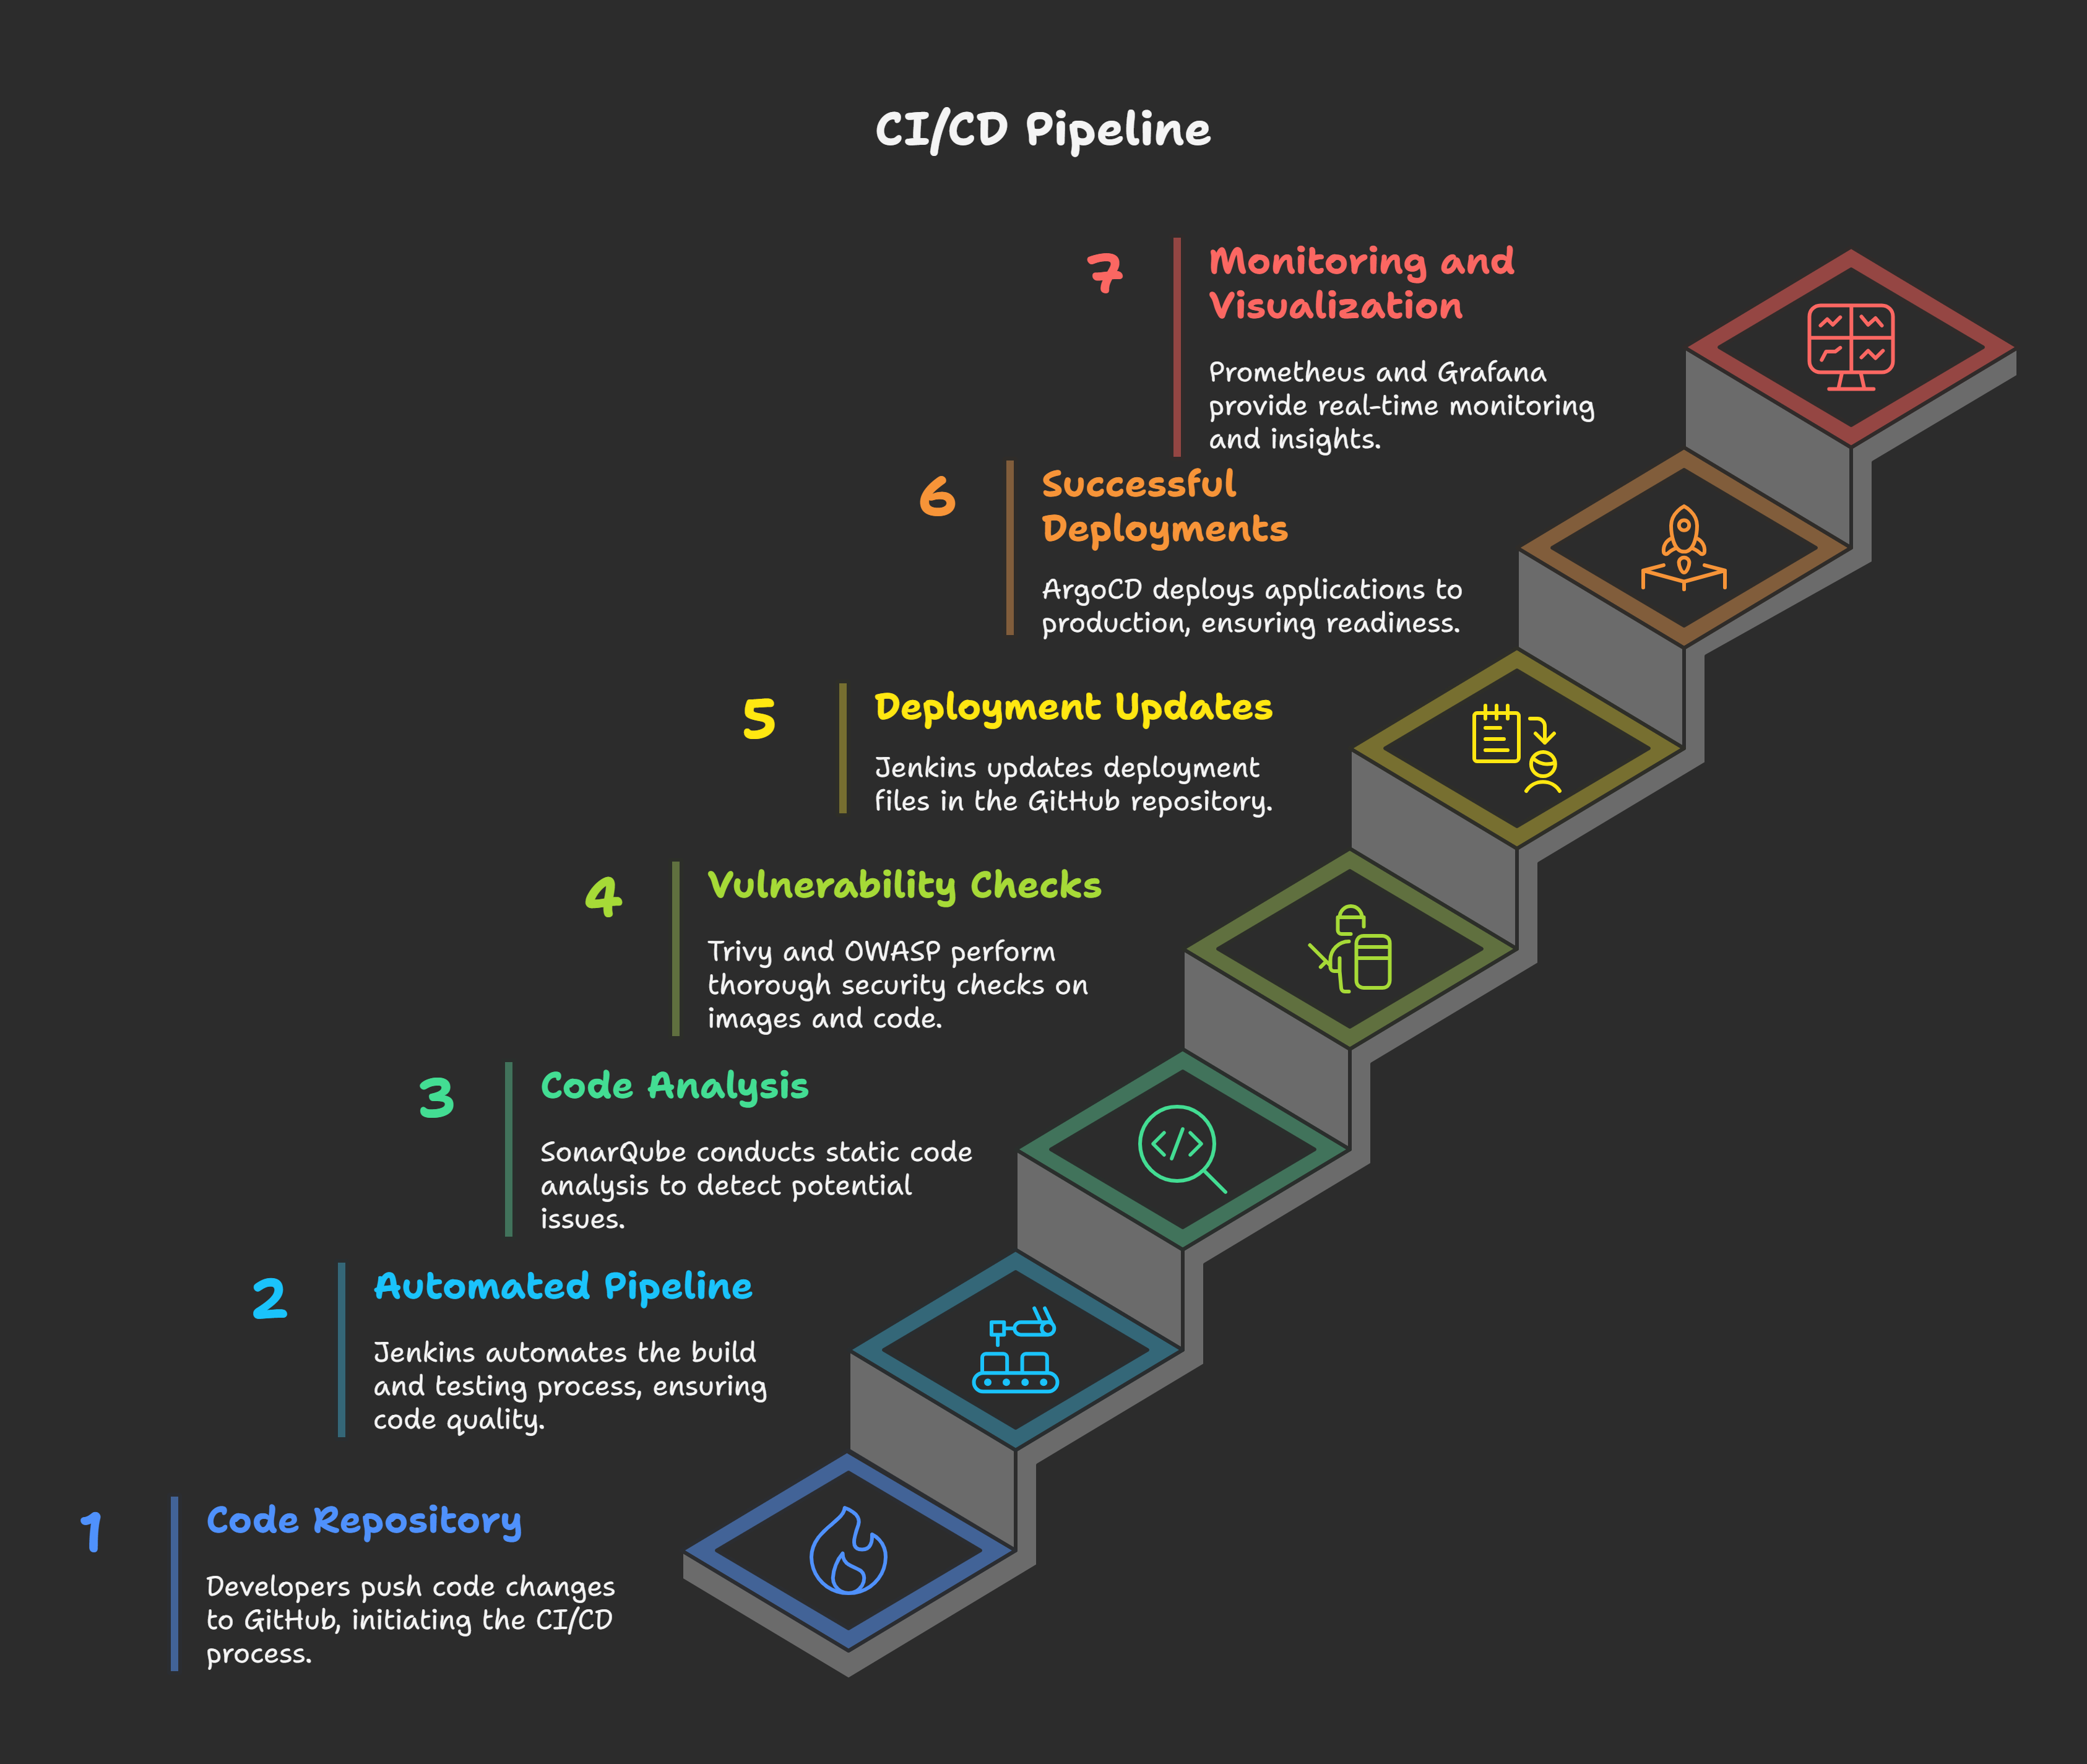 CI/CD Pipeline
7
Monitoring and
Visualization
Prometheus and Grafana
provide real-time monitoring
and insights.
6
Successful
Deployments
ArgoCD deploys applications to
production, ensuring readiness.
5
Deployment Updates
Jenkins updates deployment
files in the GitHub repository.
4
Vulnerability Checks
Trivy and OWASP perform
thorough security checks on
images and code.
3
Code Analysis
SonarQube conducts static code
analysis to detect potential
issues.
2
Automated Pipeline
Jenkins automates the build
and testing process, ensuring
code quality.
1
Code Repository
Developers push code changes
to GitHub, initiating the CI/CD
process.